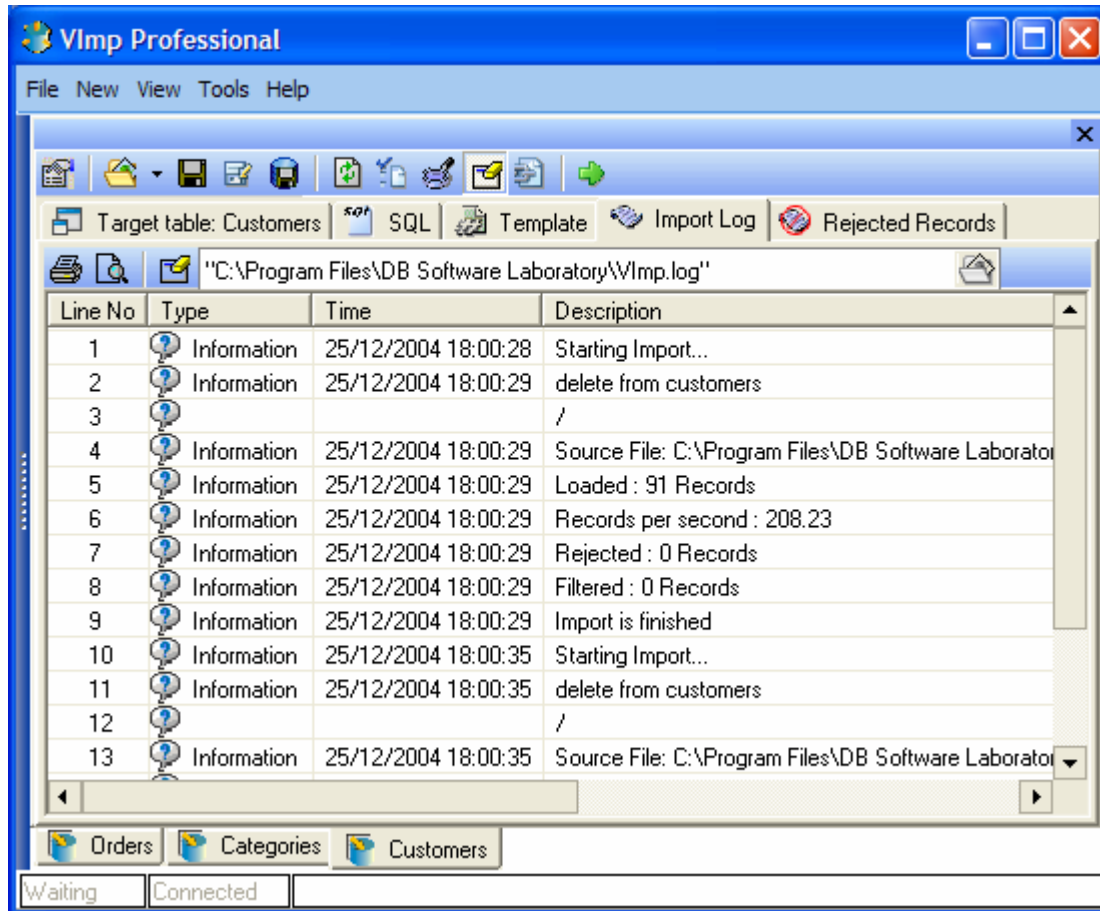 VImp Professional
File New View Tools Help
Target table: Customers SQL Template Import Log Rejected Records
"C:\Program Files\DB Software Laboratory\VImp.log"
Line No Type Time Description
1 Information 25/12/2004 18:00:28 Starting Import...
2 Information 25/12/2004 18:00:29 delete from customers
3 /
4 Information 25/12/2004 18:00:29 Source File: C:\Program Files\DB Software Laborator
5 Information 25/12/2004 18:00:29 Loaded : 91 Records
6 Information 25/12/2004 18:00:29 Records per second : 208.23
7 Information 25/12/2004 18:00:29 Rejected : 0 Records
8 Information 25/12/2004 18:00:29 Filtered : 0 Records
9 Information 25/12/2004 18:00:29 Import is finished
10 Information 25/12/2004 18:00:35 Starting Import...
11 Information 25/12/2004 18:00:35 delete from customers
12 /
13 Information 25/12/2004 18:00:35 Source File: C:\Program Files\DB Software Laborator
Orders Categories Customers
Waiting Connected